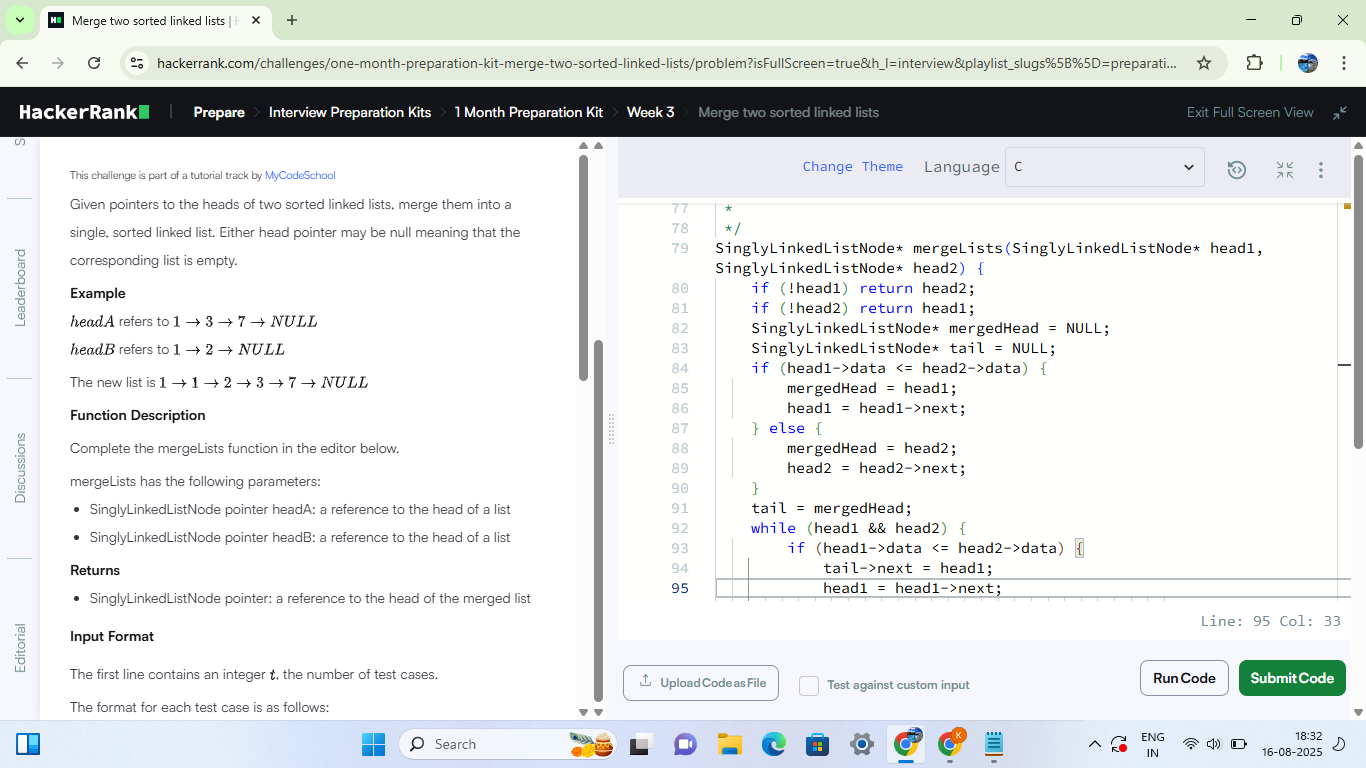 Merge two sorted linked lists |
hackerrank.com/challenges/one-month-preparation-kit-merge-two-sorted-linked-lists/problem?isFullScreen=true&h_l=interview&playlist_slugs%5B%5D=preparati...
HackerRank
Prepare
Interview Preparation Kits
1 Month Preparation Kit
Week 3
Merge two sorted linked lists
Exit Full Screen View
Leaderboard
Discussions
Editorial
This challenge is part of a tutorial track by MyCodeSchool
Given pointers to the heads of two sorted linked lists, merge them into a
single, sorted linked list. Either head pointer may be null meaning that the
corresponding list is empty.
Example
headA refers to 1 → 3 → 7 → NULL
headB refers to 1 → 2 → NULL
The new list is 1 → 1 → 2 → 3 → 7 → NULL
Function Description
Complete the mergeLists function in the editor below.
mergeLists has the following parameters:
• SinglyLinkedListNode pointer headA: a reference to the head of a list
• SinglyLinkedListNode pointer headB: a reference to the head of a list
Returns
• SinglyLinkedListNode pointer: a reference to the head of the merged list
Input Format
The first line contains an integer t, the number of test cases.
The format for each test case is as follows:
Change Theme
Language
C
77 *
78 */
79 SinglyLinkedListNode* mergeLists(SinglyLinkedListNode* head1,
SinglyLinkedListNode* head2) {
80 if (!head1) return head2;
81 if (!head2) return head1;
82 SinglyLinkedListNode* mergedHead = NULL;
83 SinglyLinkedListNode* tail = NULL;
84 if (head1->data <= head2->data) {
85 mergedHead = head1;
86 head1 = head1->next;
87 } else {
88 mergedHead = head2;
89 head2 = head2->next;
90 }
91 tail = mergedHead;
92 while (head1 && head2) {
93 if (head1->data <= head2->data) {
94 tail->next = head1;
95 head1 = head1->next;
Line: 95 Col: 33
Upload Code as File
Test against custom input
Run Code
Submit Code
Search
K
ENG
IN
18:32
16-08-2025